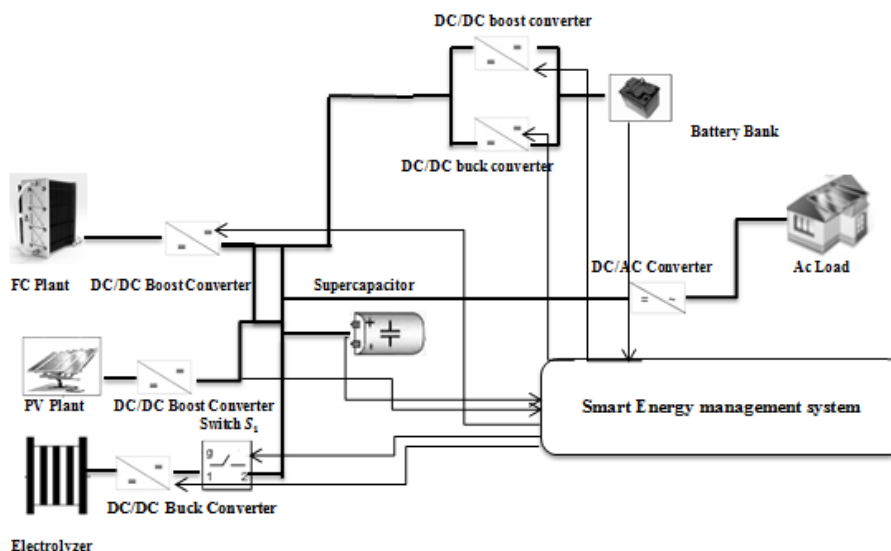 DC/DC boost converter
Battery Bank
DC/DC buck converter
FC Plant
DC/DC Boost Converter
Supercapacitor
DC/AC Converter
Ac Load
PV Plant
DC/DC Boost Converter
Switch S₁
Smart Energy management system
g
1 2
DC/DC Buck Converter
Electrolyzer